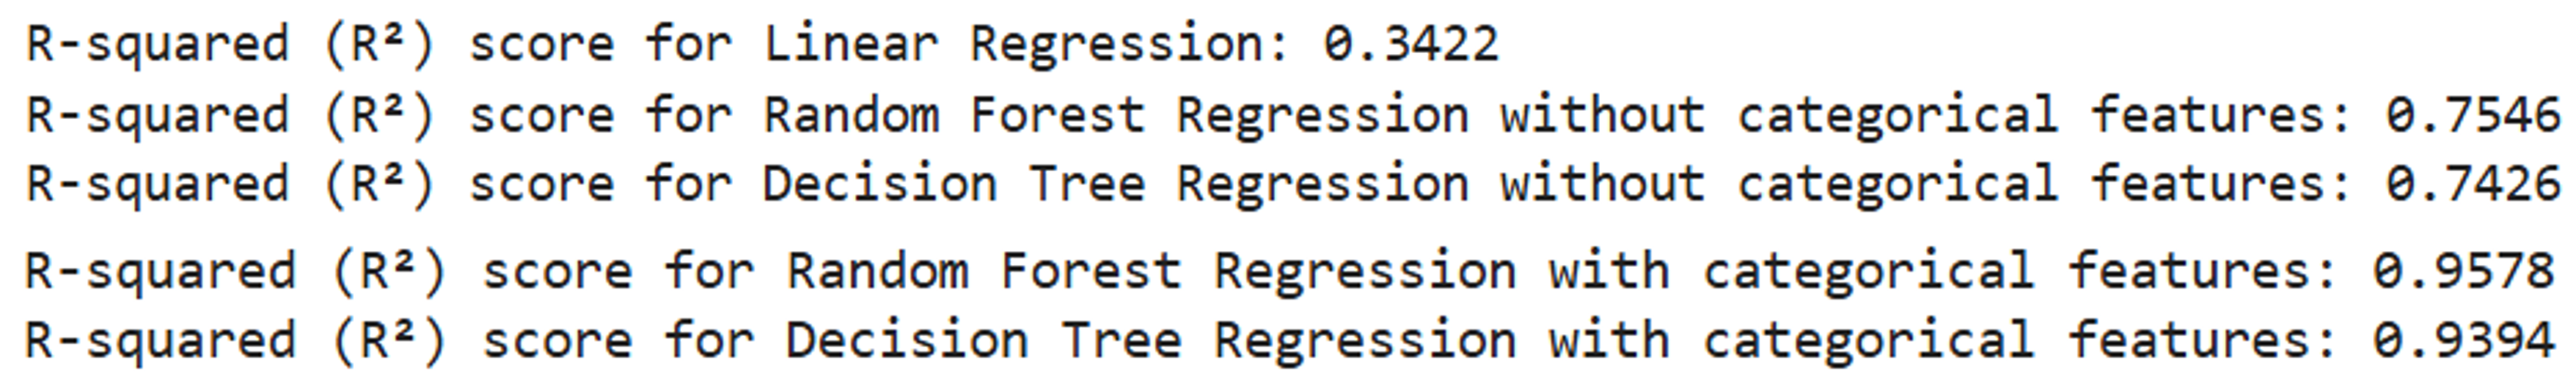 R-squared (R²) score for Linear Regression: 0.3422
R-squared (R²) score for Random Forest Regression without categorical features: 0.7546
R-squared (R²) score for Decision Tree Regression without categorical features: 0.7426
R-squared (R²) score for Random Forest Regression with categorical features: 0.9578
R-squared (R²) score for Decision Tree Regression with categorical features: 0.9394